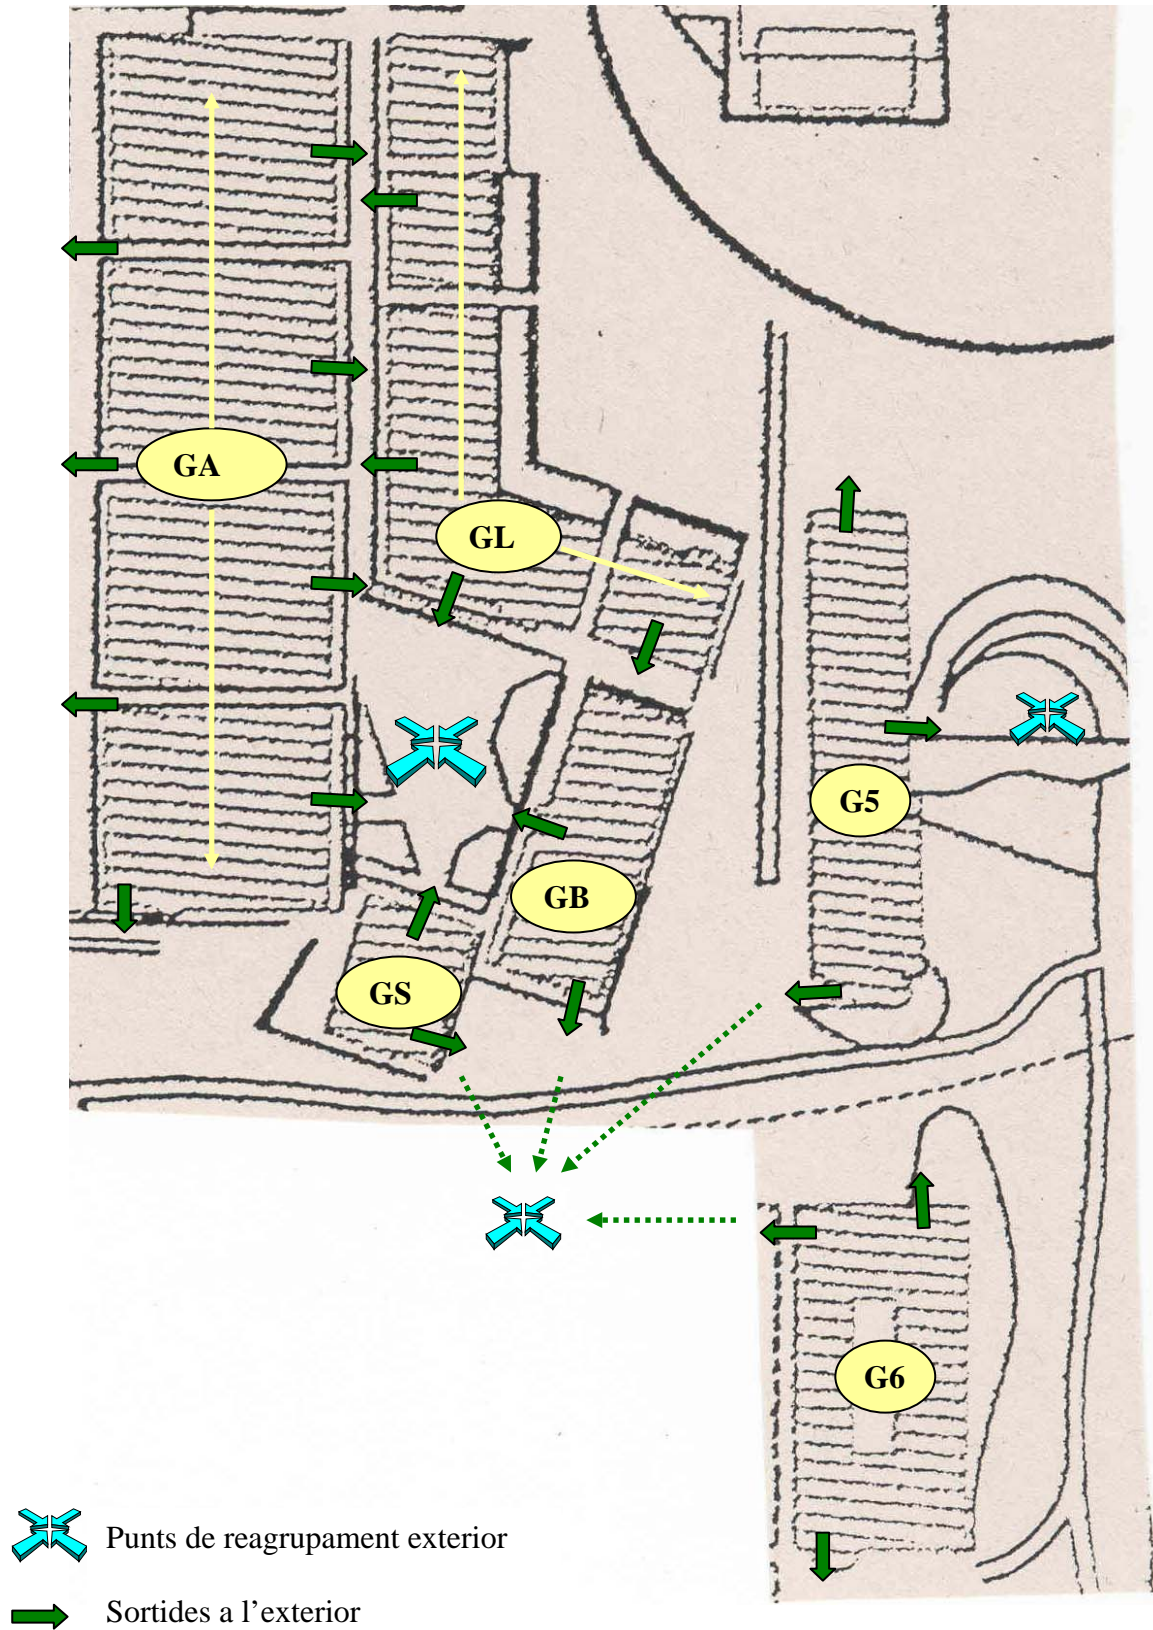 GA
GL
G5
GB
GS
G6
Punts de reagrupament exterior
Sortides a l’exterior